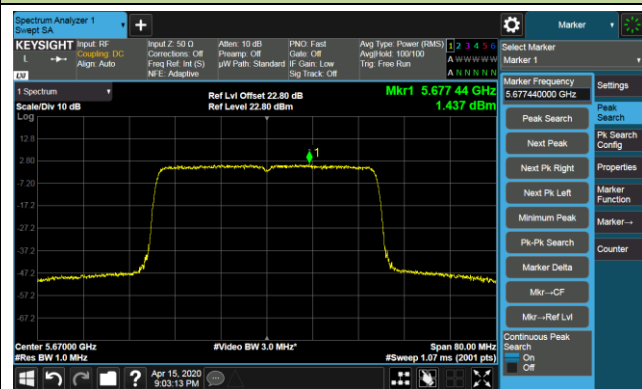 Spectrum Analyzer 1
Swept SA
Marker
KEYSIGHT
L
Input: RF
Coupling: DC
Align: Auto
Input Z: 50 Ω
Corrections: Off
Freq Ref: Int (S)
NFE: Adaptive
Atten: 10 dB
Preamp: Off
µW Path: Standard
PNO: Fast
Gate: Off
IF Gain: Low
Sig Track: Off
Avg Type: Power (RMS)
Avg|Hold: 100/100
Trig: Free Run
1 2 3 4 5 6
A W W W W W
A N N N N N
Select Marker
Marker 1
1 Spectrum
Scale/Div 10 dB
Log
Ref Lvl Offset 22.80 dB
Ref Level 22.80 dBm
Mkr1 5.677 44 GHz
1.437 dBm
12.8
2.80
-7.20
-17.2
-27.2
-37.2
-47.2
-57.2
-67.2
1
Center 5.67000 GHz
#Res BW 1.0 MHz
#Video BW 3.0 MHz*
Span 80.00 MHz
#Sweep 1.07 ms (2001 pts)
Marker Frequency
5.677440000 GHz
Peak Search
Next Peak
Next Pk Right
Next Pk Left
Minimum Peak
Pk-Pk Search
Marker Delta
Mkr→CF
Mkr→Ref Lvl
Continuous Peak
Search
On
Off
Settings
Peak
Search
Pk Search
Config
Properties
Marker
Function
Marker→
Counter
Apr 15, 2020
9:03:13 PM